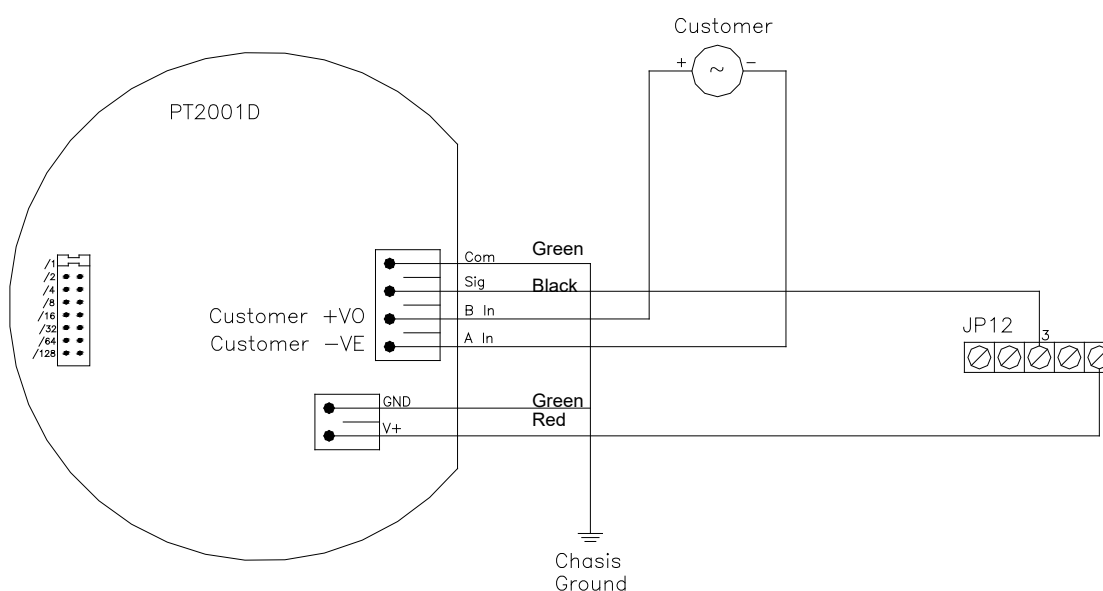 Customer
+ ~ -
PT2001D
/1
/2
/4
/8
/16
/32
/64
/128
Com
Green
Sig
Black
Customer +VO
B In
Customer -VE
A In
JP12
3
GND
Green
V+
Red
Chasis
Ground